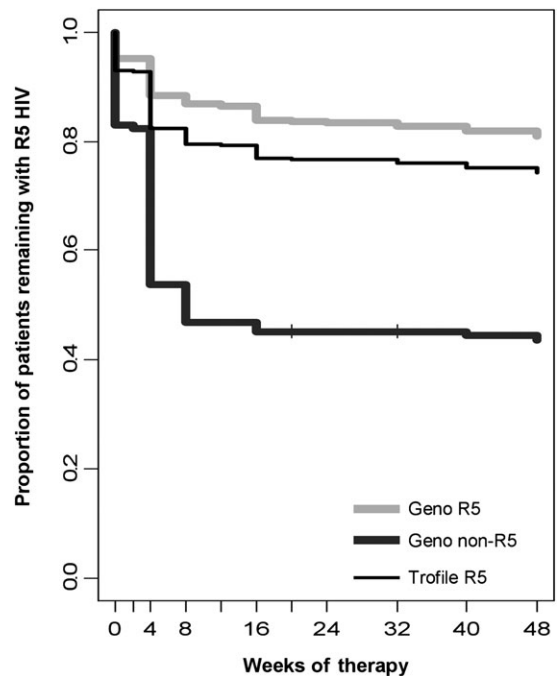 Proportion of patients remaining with R5 HIV
1.0
0.8
0.6
0.4
0.2
0.0
Geno R5
Geno non-R5
Trofile R5
0 4 8 16 24 32 40 48
Weeks of therapy